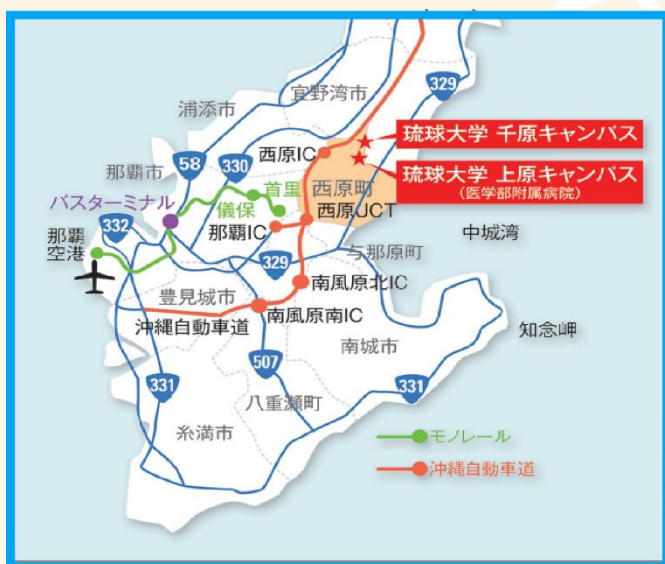 329
宜野湾市
浦添市
琉球大学 千原キャンパス
西原IC
琉球大学 上原キャンパス
(医学部附属病院)
那覇市
58
330
首里
西原町
バスターミナル
儀保
西原JCT
332
那覇IC
中城湾
那覇
空港
329
与那原町
豊見城市
南風原北IC
沖縄自動車道
南風原南IC
知念岬
南城市
507
331
331
八重瀬町
糸満市
モノレール
沖縄自動車道